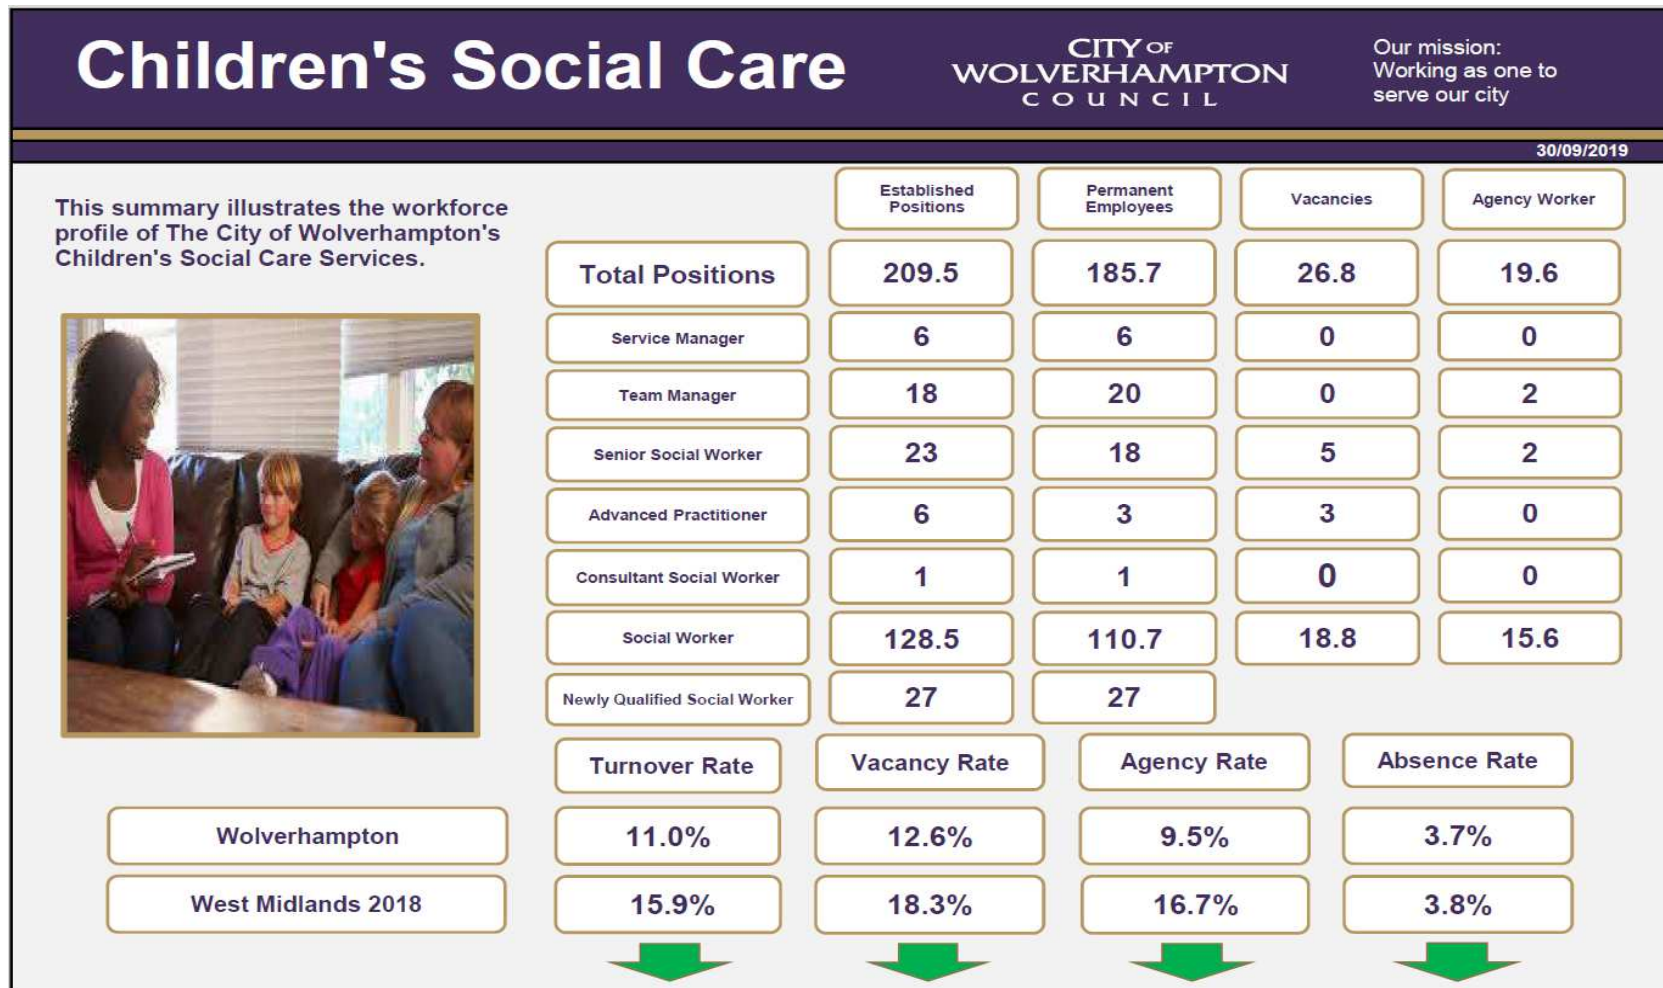 Children's Social Care
CITY OF
WOLVERHAMPTON
COUNCIL
Our mission:
Working as one to
serve our city
30/09/2019
This summary illustrates the workforce
profile of The City of Wolverhampton's
Children's Social Care Services.
Established
Positions
Permanent
Employees
Vacancies
Agency Worker
Total Positions 209.5 185.7 26.8 19.6
Service Manager 6 6 0 0
Team Manager 18 20 0 2
Senior Social Worker 23 18 5 2
Advanced Practitioner 6 3 3 0
Consultant Social Worker 1 1 0 0
Social Worker 128.5 110.7 18.8 15.6
Newly Qualified Social Worker 27 27
Turnover Rate Vacancy Rate Agency Rate Absence Rate
Wolverhampton 11.0% 12.6% 9.5% 3.7%
West Midlands 2018 15.9% 18.3% 16.7% 3.8%